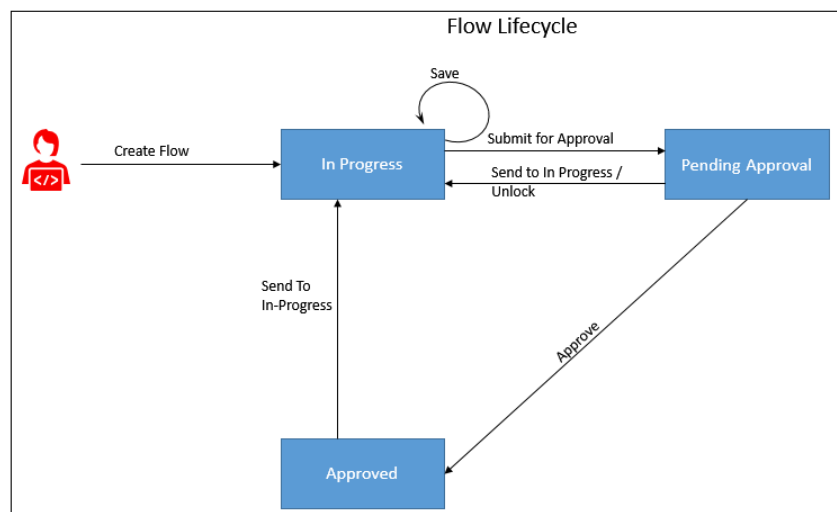 Flow Lifecycle
Save
Create Flow
In Progress
Submit for Approval
Send to In Progress /
Unlock
Pending Approval
Send To
In-Progress
Approve
Approved